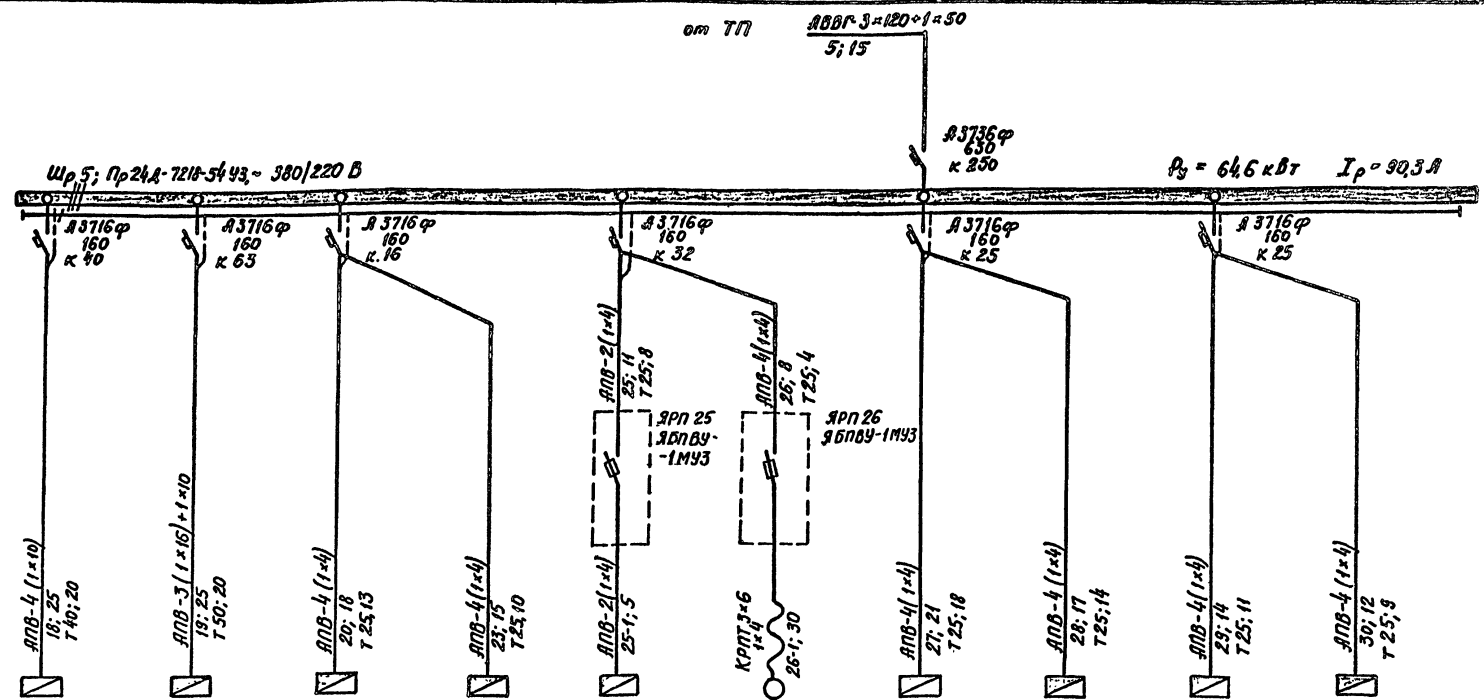 от ТП
АВВГ-3×120+1×50
5; 15
А3736Ф
630
к 250
Шр 5; Пр24Д-7218-54У3, ~ 380/220 В
Ру = 64,6 кВт Iр = 90,3 А
А3716Ф
160
к 40
А3716Ф
160
к 63
А3716Ф
160
к. 16
А3716Ф
160
к 32
А3716Ф
160
к 25
А3716Ф
160
к 25
АПВ-2(1×4)
25; 11
Т25; 8
АПВ-4(1×4)
26; 8
Т25; 4
ЯРП 25
ЯБПВУ-
-1МУ3
ЯРП 26
ЯБПВУ-1МУ3
АПВ-4 (1×10)
18; 25
Т40; 20
АПВ-3 (1×16)+1×10
19; 25
Т50; 20
АПВ-4 (1×4)
20; 18
Т25, 13
АПВ-4(1×4)
23; 15
Т25, 10
АПВ-2(1×4)
25-1; 5
КРПТ 3×6
1×4
26-1; 30
АПВ-4(1×4)
27; 21
Т25; 18
АПВ-4 (1×4)
28; 17
Т25; 14
АПВ-4(1×4)
29; 14
Т25; 11
АПВ-4 (1×4)
30; 12
Т25; 9